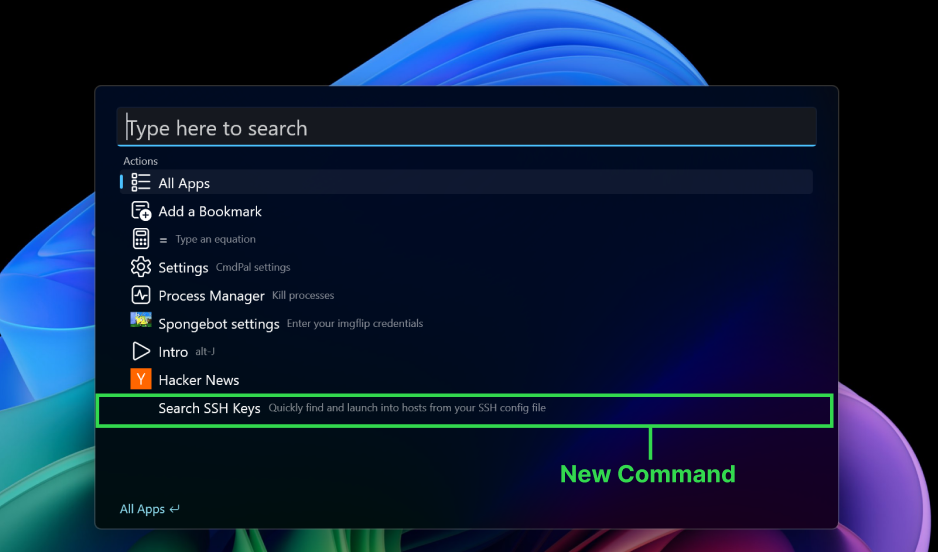 Type here to search
Actions
All Apps
Add a Bookmark
= Type an equation
Settings CmdPal settings
Process Manager Kill processes
Spongebot settings Enter your imgflip credentials
Intro alt-J
Y Hacker News
Search SSH Keys Quickly find and launch into hosts from your SSH config file
New Command
All Apps ↵